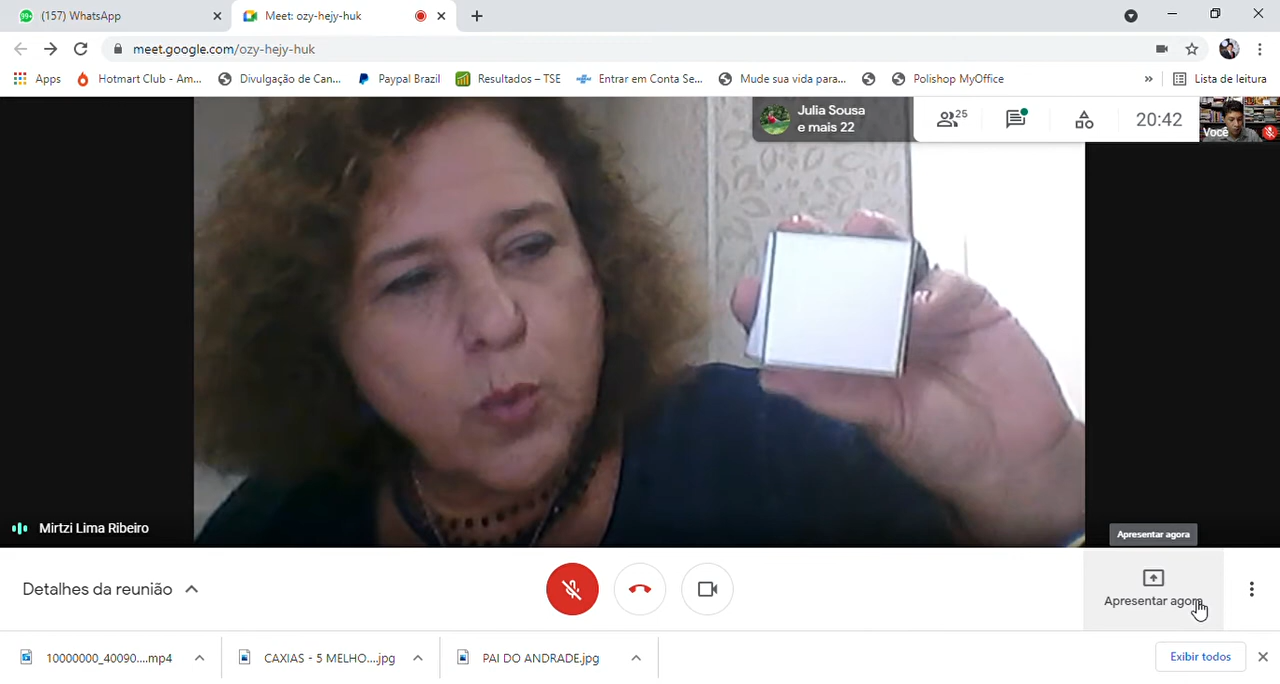 99+ (157) WhatsApp
Meet: ozy-hejy-huk
meet.google.com/ozy-hejy-huk
Apps
Hotmart Club - Am...
Divulgação de Can...
Paypal Brazil
Resultados – TSE
Entrar em Conta Se...
Mude sua vida para...
Polishop MyOffice
»
Lista de leitura
Julia Sousa
e mais 22
25
20:42
Você
Mirtzi Lima Ribeiro
Apresentar agora
Detalhes da reunião
Apresentar agora
10000000_40090....mp4
CAXIAS - 5 MELHO....jpg
PAI DO ANDRADE.jpg
Exibir todos